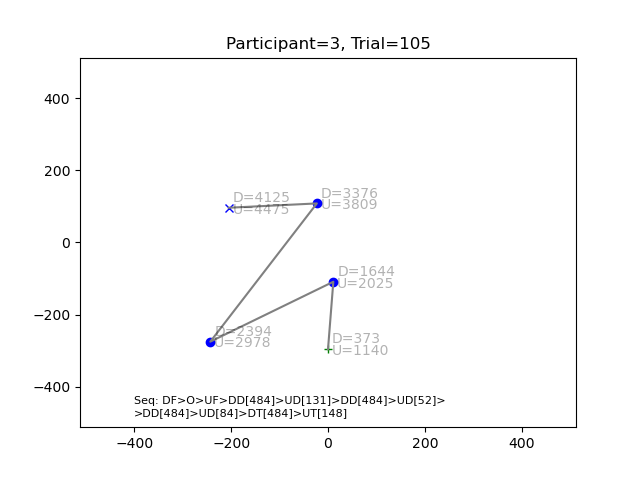 Participant=3, Trial=105
400
200
0
−200
−400
D=4125
U=4475
D=3376
U=3809
D=1644
U=2025
D=2394
U=2978
D=373
U=1140
Seq: DF>O>UF>DD[484]>UD[131]>DD[484]>UD[52]>
>DD[484]>UD[84]>DT[484]>UT[148]
−400 −200 0 200 400